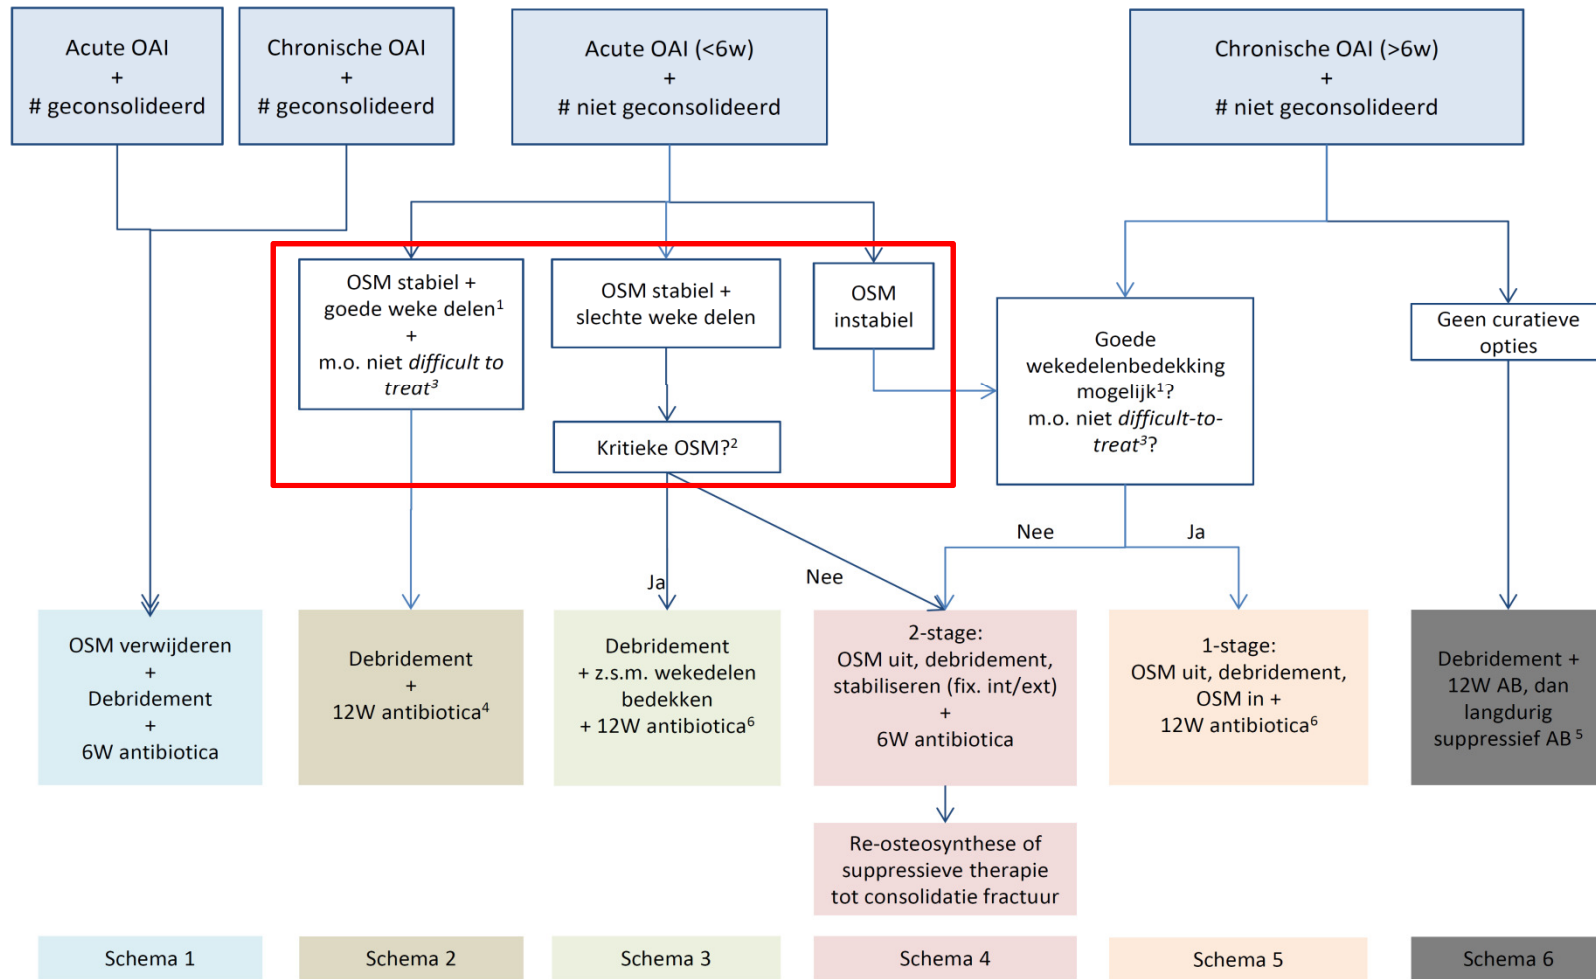 Acute OAI
+
# geconsolideerd
Chronische OAI
+
# geconsolideerd
Acute OAI (<6w)
+
# niet geconsolideerd
Chronische OAI (>6w)
+
# niet geconsolideerd
OSM stabiel +
goede weke delen¹
+
m.o. niet difficult to
treat³
OSM stabiel +
slechte weke delen
OSM
instabiel
Kritieke OSM?²
Goede
wekedelenbedekking
mogelijk¹?
m.o. niet difficult-to-
treat³?
Geen curatieve
opties
Ja
Nee
Nee
Ja
OSM verwijderen
+
Debridement
+
6W antibiotica
Debridement
+
12W antibiotica⁴
Debridement
+ z.s.m. wekedelen
bedekken
+ 12W antibiotica⁶
2-stage:
OSM uit, debridement,
stabiliseren (fix. int/ext)
+
6W antibiotica
1-stage:
OSM uit, debridement,
OSM in +
12W antibiotica⁶
Debridement +
12W AB, dan
langdurig
suppressief AB ⁵
Re-osteosynthese of
suppressieve therapie
tot consolidatie fractuur
Schema 1
Schema 2
Schema 3
Schema 4
Schema 5
Schema 6